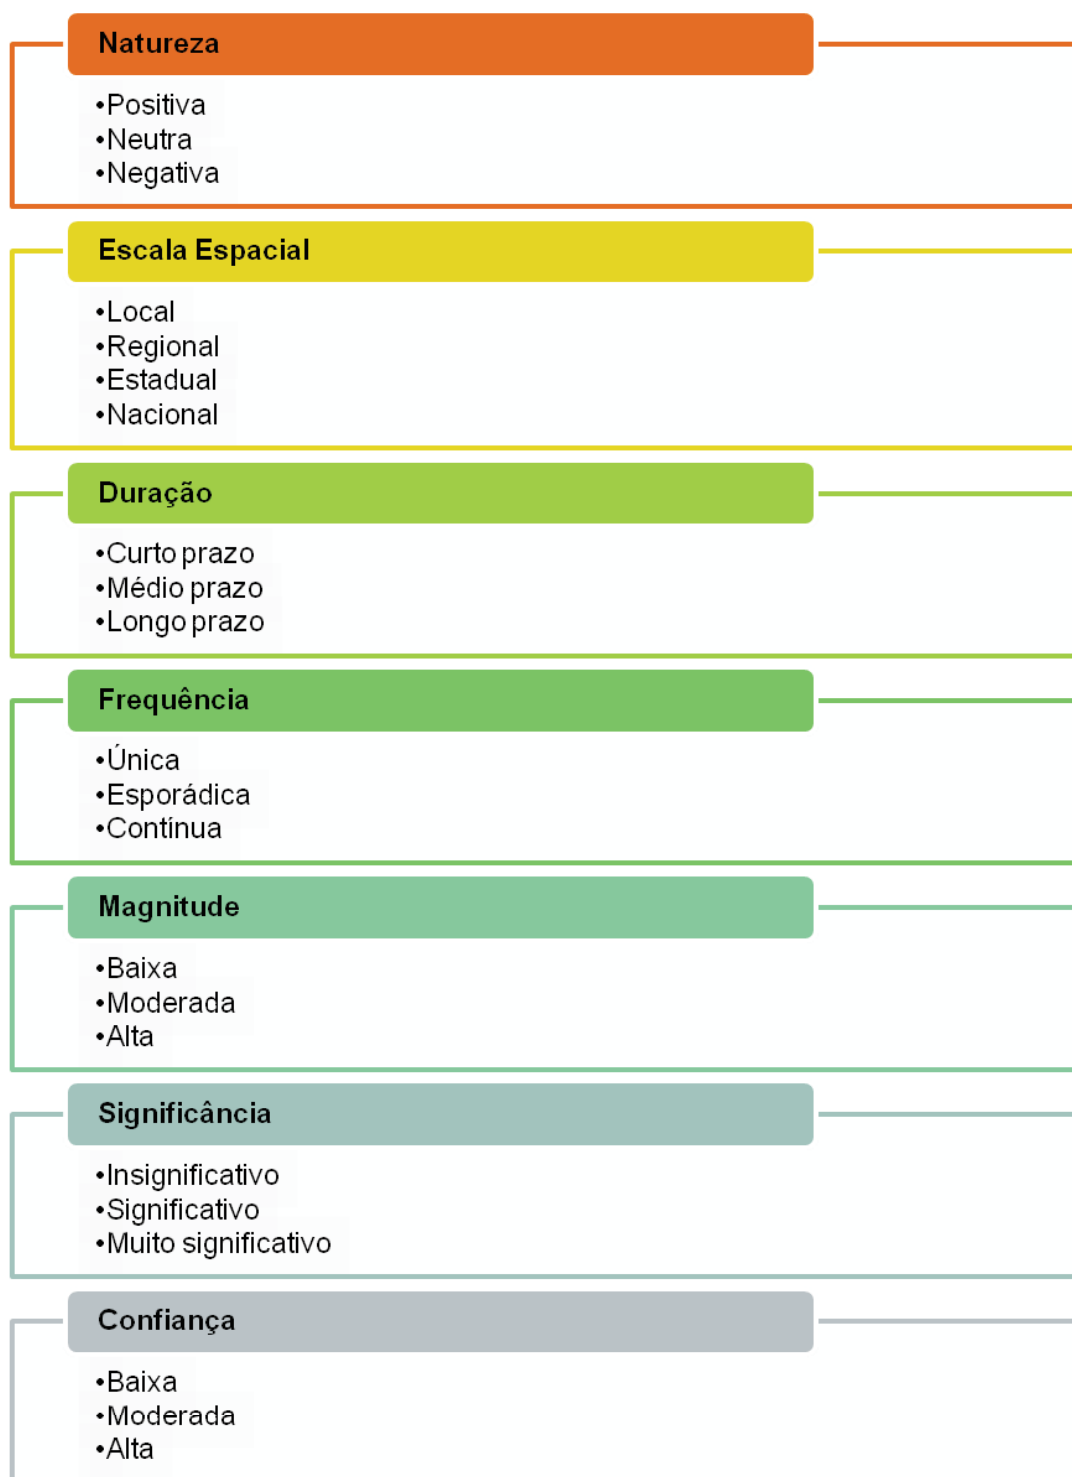 Natureza
•Positiva
•Neutra
•Negativa
Escala Espacial
•Local
•Regional
•Estadual
•Nacional
Duração
•Curto prazo
•Médio prazo
•Longo prazo
Frequência
•Única
•Esporádica
•Contínua
Magnitude
•Baixa
•Moderada
•Alta
Significância
•Insignificativo
•Significativo
•Muito significativo
Confiança
•Baixa
•Moderada
•Alta